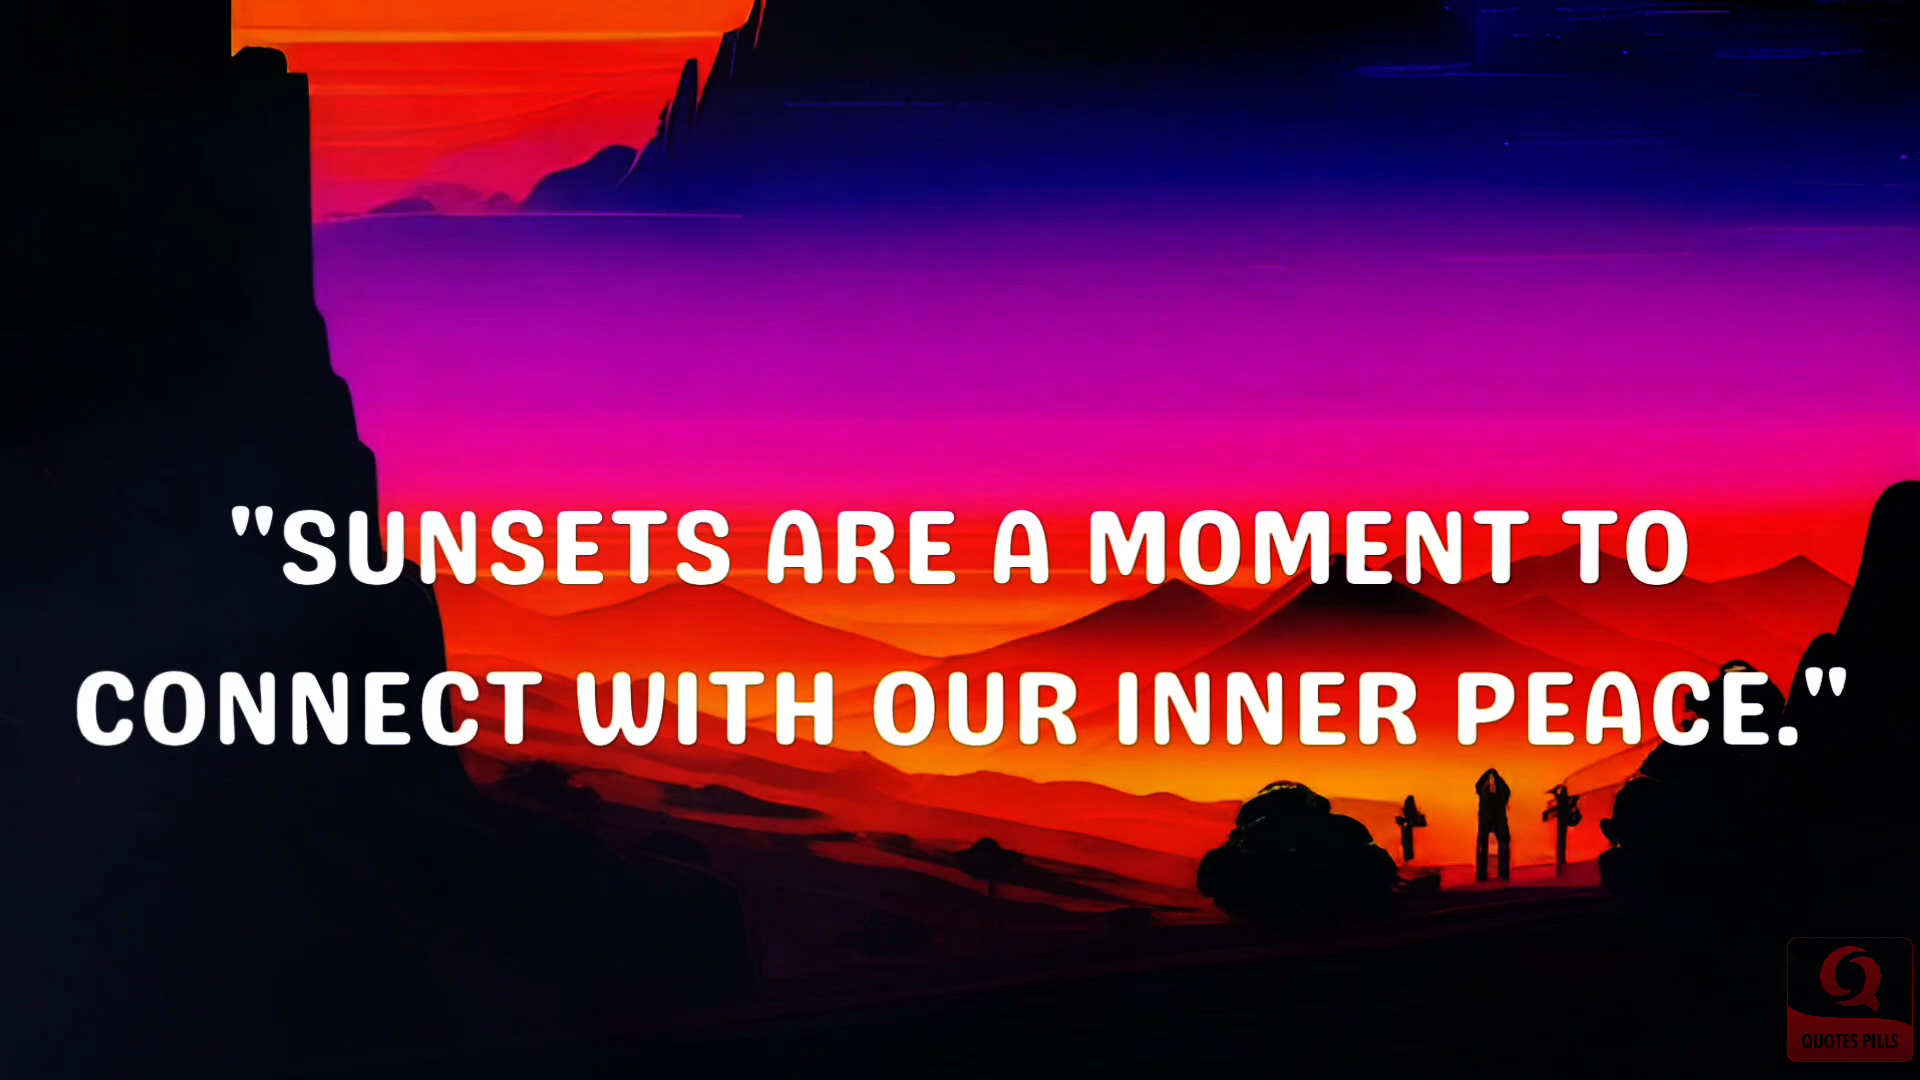 "SUNSETS ARE A MOMENT TO
CONNECT WITH OUR INNER PEACE."
QUOTES PILLS